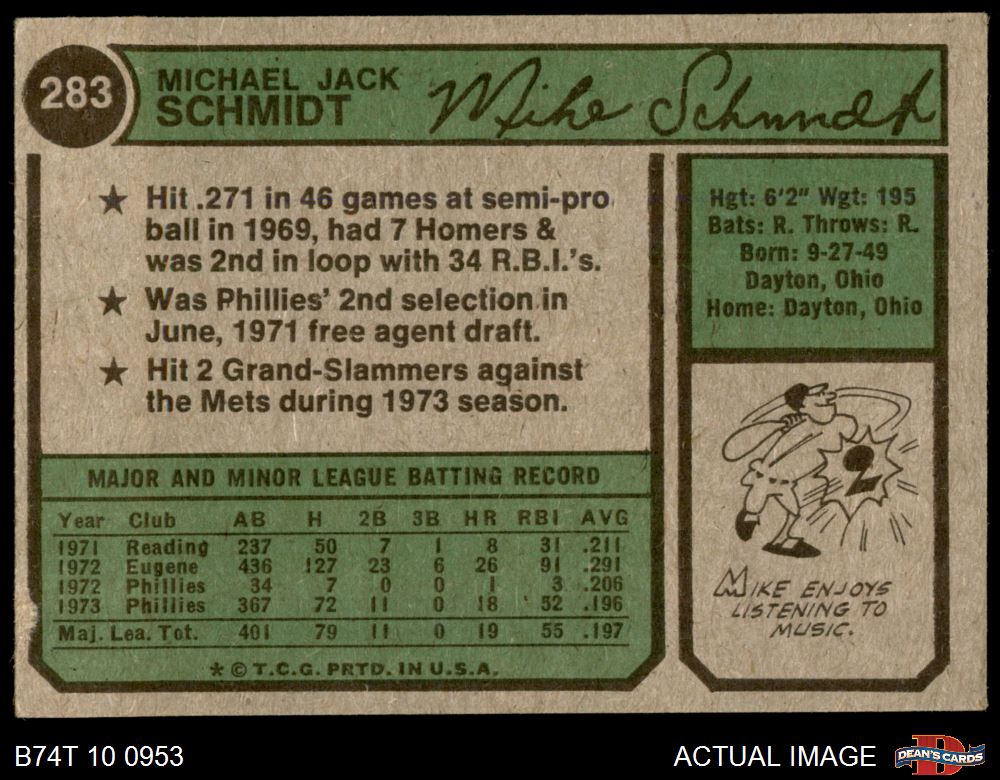 283
MICHAEL JACK
SCHMIDT
Mike Schmidt
★ Hit .271 in 46 games at semi-pro
ball in 1969, had 7 Homers &
was 2nd in loop with 34 R.B.I.'s.
★ Was Phillies' 2nd selection in
June, 1971 free agent draft.
★ Hit 2 Grand-Slammers against
the Mets during 1973 season.
Hgt: 6'2" Wgt: 195
Bats: R. Throws: R.
Born: 9-27-49
Dayton, Ohio
Home: Dayton, Ohio
MAJOR AND MINOR LEAGUE BATTING RECORD
Year Club AB H 2B 3B HR RBI AVG
1971 Reading 237 50 7 1 8 31 .211
1972 Eugene 436 127 23 6 26 91 .291
1972 Phillies 34 7 0 0 1 3 .206
1973 Phillies 367 72 11 0 18 52 .196
Maj. Lea. Tot. 401 79 11 0 19 55 .197
* © T.C.G. PRTD. IN U.S.A.
2
MIKE ENJOYS
LISTENING TO
MUSIC.
B74T 10 0953
ACTUAL IMAGE
D
DEAN'S CARDS